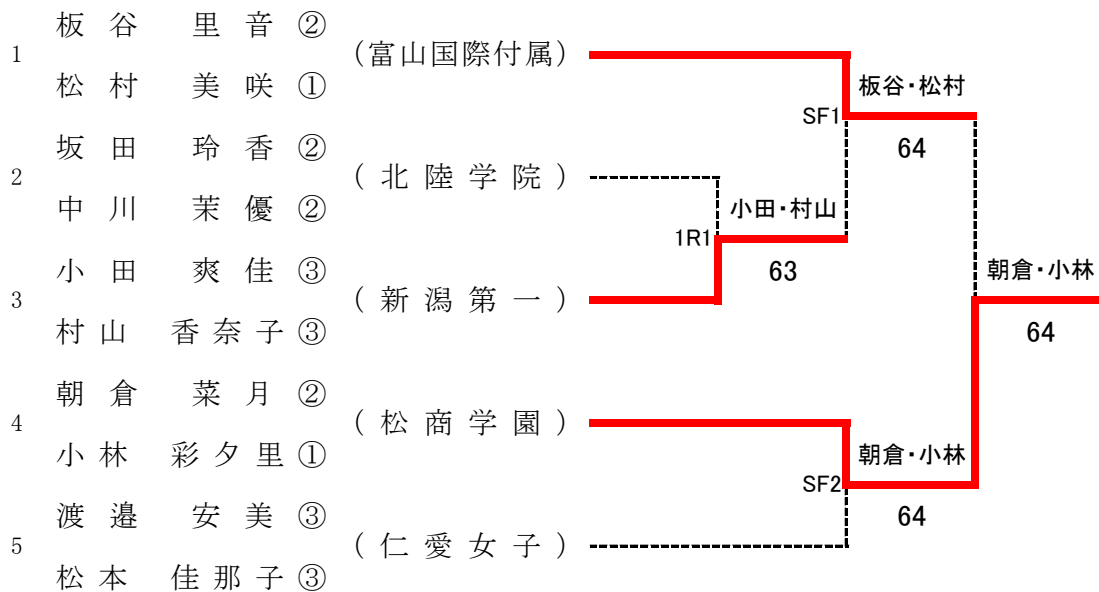 板谷 里音 ②
1 (富山国際付属)
松村 美咲 ①
板谷・松村
SF1
64
坂田 玲香 ②
2 (北陸学院)
中川 茉優 ②
小田・村山
1R1
63
小田 爽佳 ③
3 (新潟第一)
村山 香奈子 ③
朝倉・小林
64
朝倉 菜月 ②
4 (松商学園)
小林 彩夕里 ①
朝倉・小林
SF2
64
渡邉 安美 ③
5 (仁愛女子)
松本 佳那子 ③